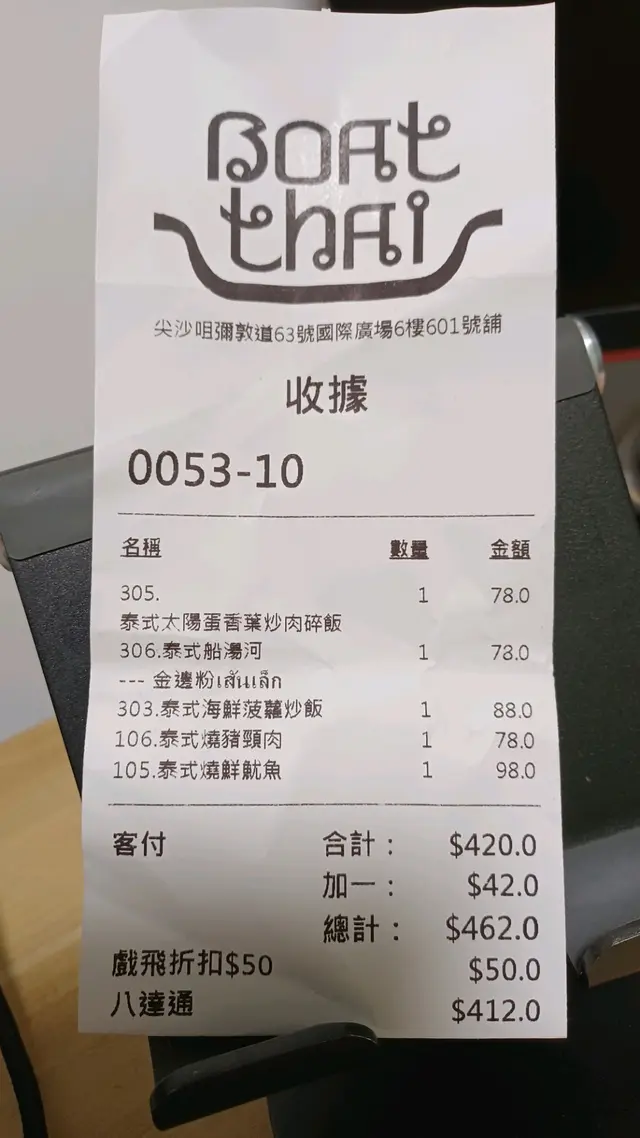 BOAt
thAi
尖沙咀彌敦道63號國際廣場6樓601號舖
收據
0053-10
名稱 數量 金額
305. 1 78.0
泰式太陽蛋香葉炒肉碎飯
306.泰式船湯河 1 78.0
--- 金邊粉เส้นเล็ก
303.泰式海鮮菠蘿炒飯 1 88.0
106.泰式燒豬頸肉 1 78.0
105.泰式燒鮮魷魚 1 98.0
客付 合計： $420.0
加一： $42.0
總計： $462.0
戲飛折扣$50 $50.0
八達通 $412.0